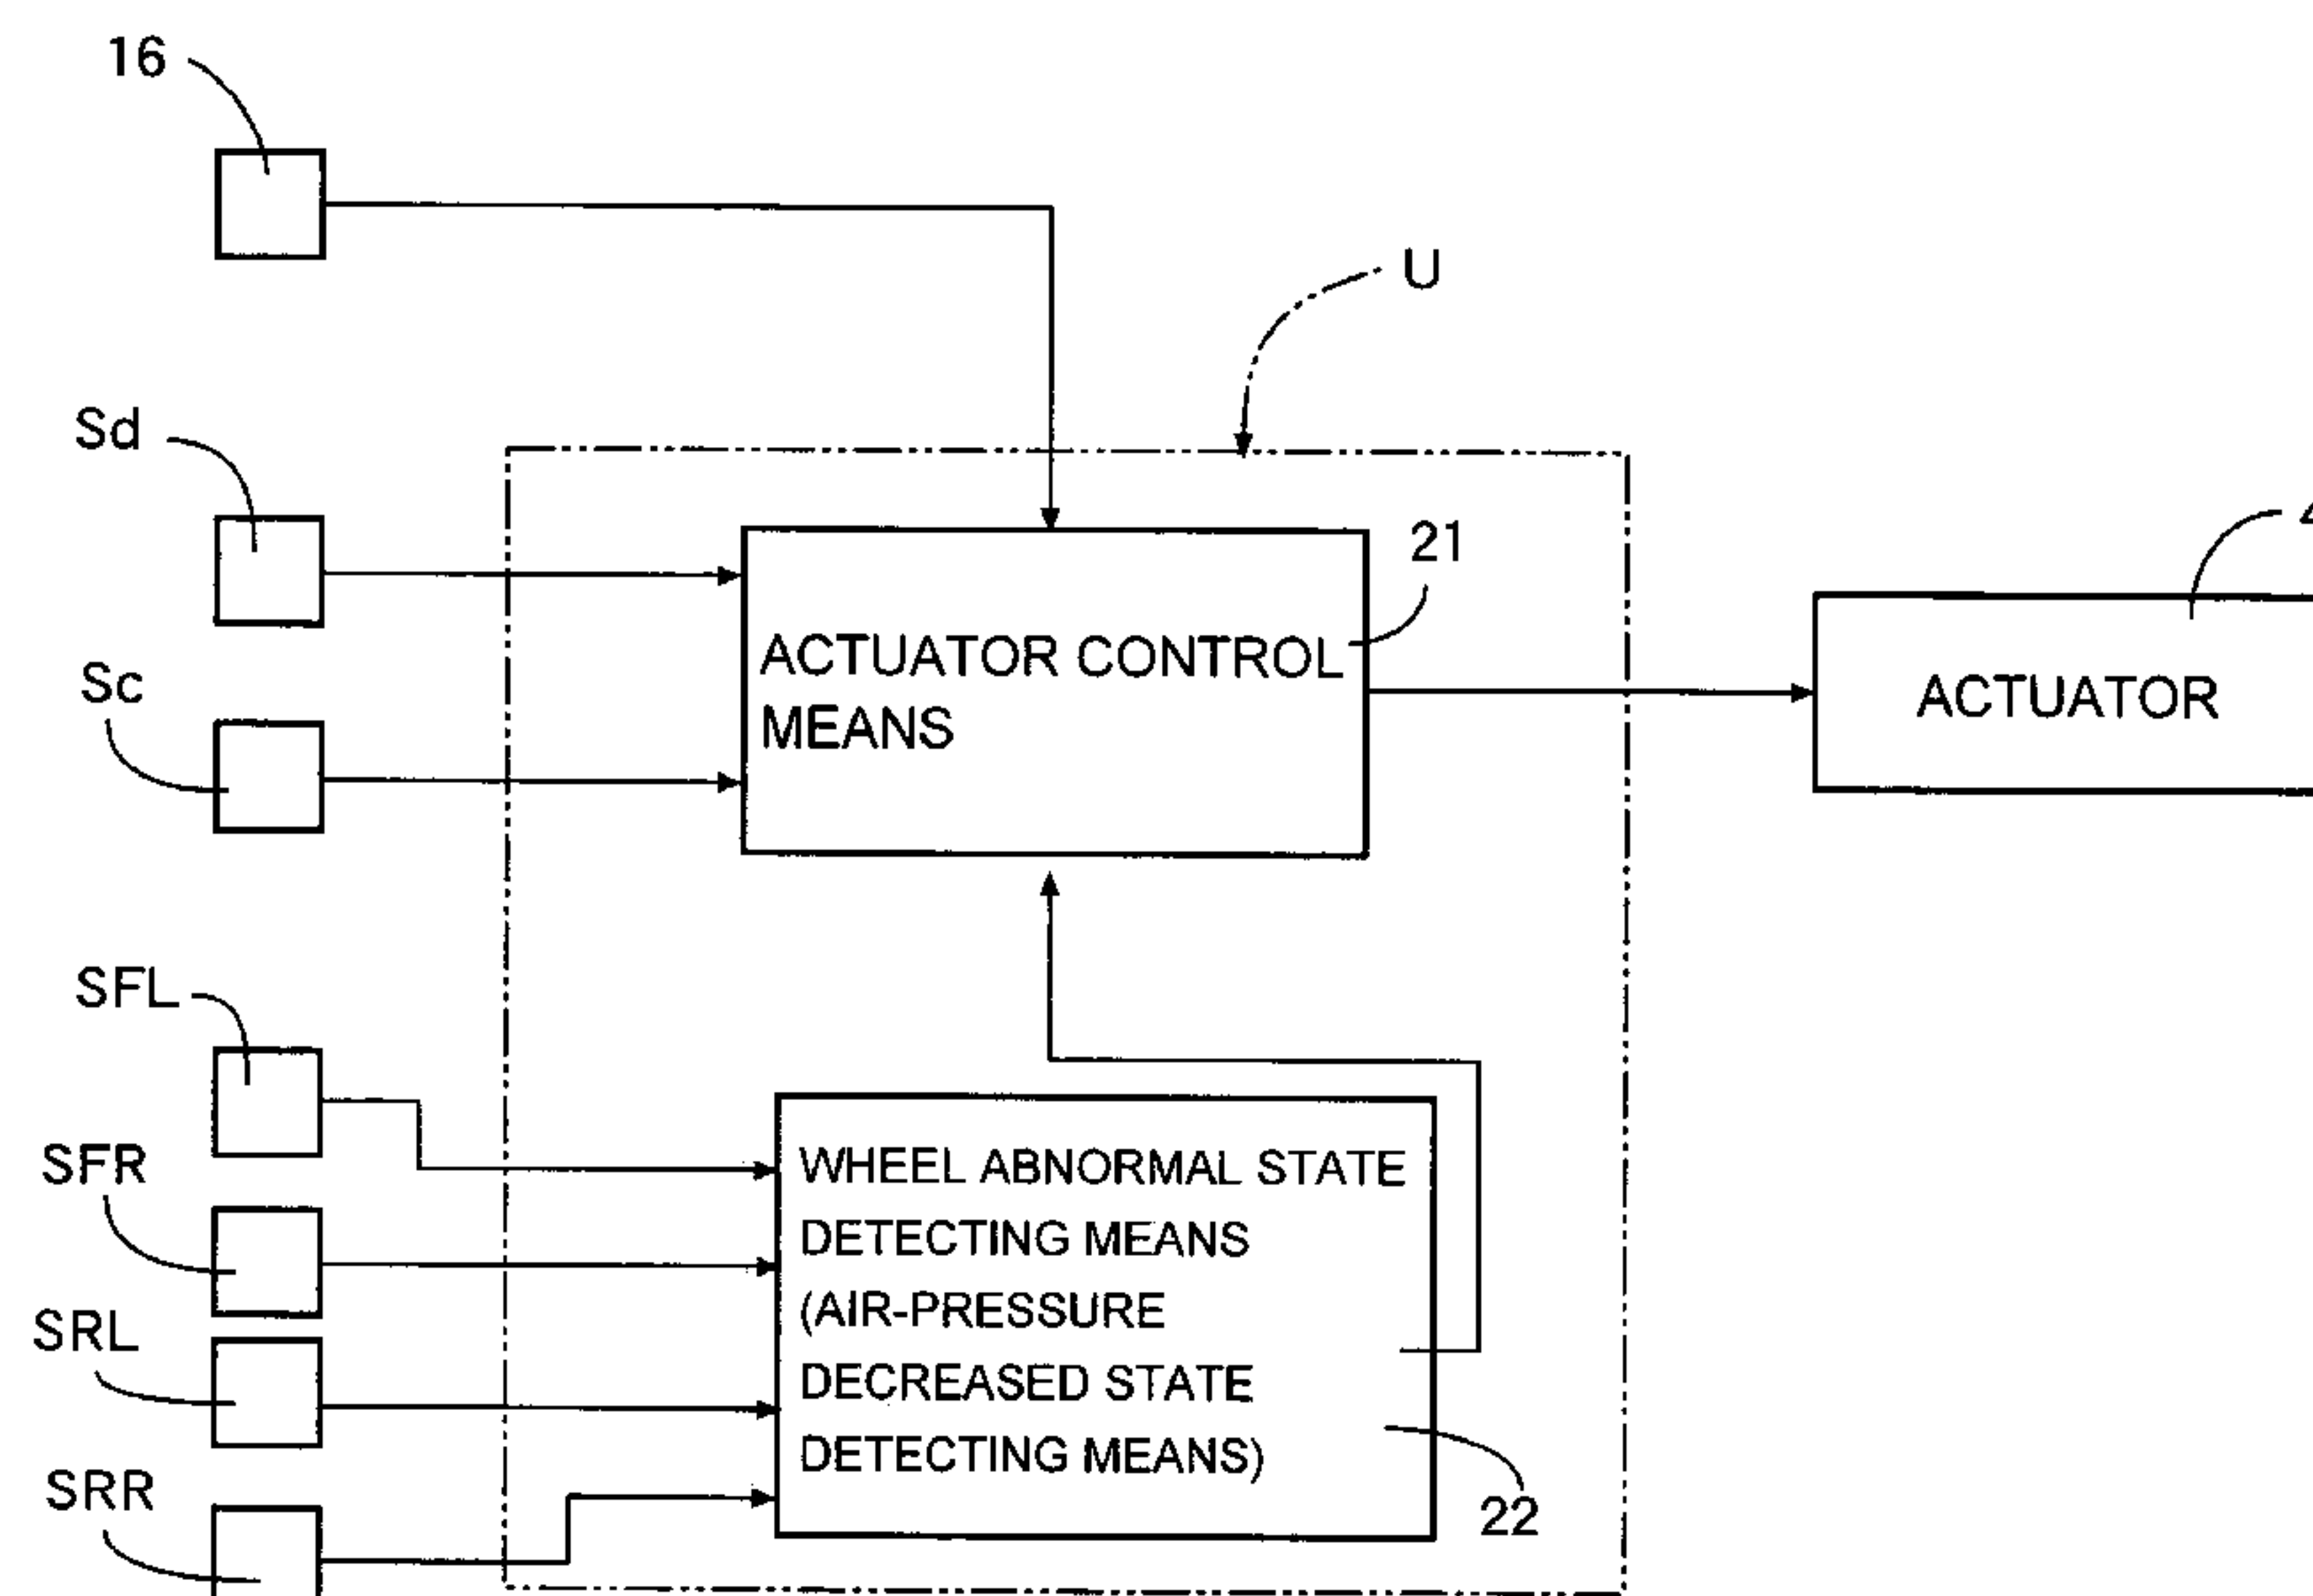 16
U
Sd
21
ACTUATOR CONTROL
MEANS
Sc
ACTUATOR
SFL
SFR
SRL
SRR
WHEEL ABNORMAL STATE
DETECTING MEANS
(AIR-PRESSURE
DECREASED STATE
DETECTING MEANS)
22